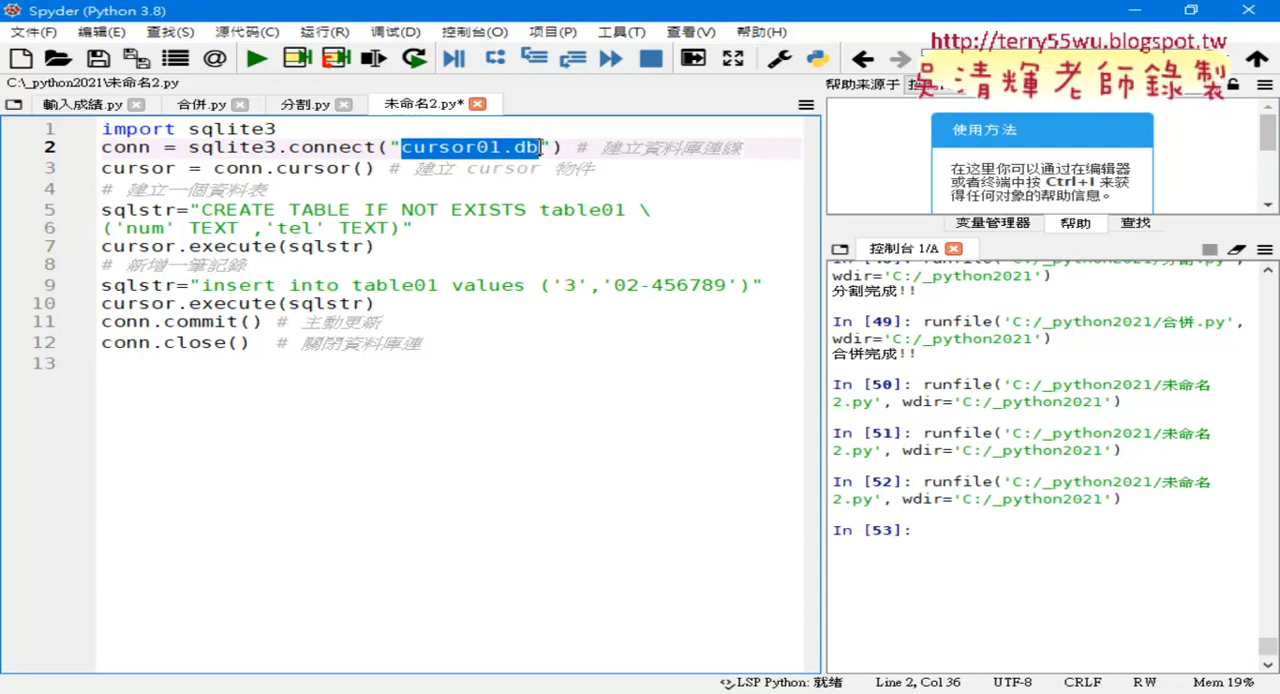 Spyder (Python 3.8)
文件(F) 编辑(E) 查找(S) 源代码(C) 运行(R) 调试(D) 控制台(O) 项目(P) 工具(T) 查看(V) 帮助(H)
http://terry55wu.blogspot.tw
吳清輝老師錄製
C:\_python2021\未命名2.py
帮助来源于
輸入成績.py 合併.py 分割.py 未命名2.py*
1 import sqlite3
2 conn = sqlite3.connect("cursor01.db") # 建立資料庫連線
3 cursor = conn.cursor() # 建立 cursor 物件
4 # 建立一個資料表
5 sqlstr="CREATE TABLE IF NOT EXISTS table01 \
6 ('num' TEXT ,'tel' TEXT)"
7 cursor.execute(sqlstr)
8 # 新增一筆記錄
9 sqlstr="insert into table01 values ('3','02-456789')"
10 cursor.execute(sqlstr)
11 conn.commit() # 主動更新
12 conn.close() # 關閉資料庫連
13
使用方法
在这里你可以通过在编辑器
或者终端中按 Ctrl+I 来获
得任何对象的帮助信息。
变量管理器 帮助 查找
控制台 1/A
wdir='C:/_python2021')
分割完成!!
In [49]: runfile('C:/_python2021/合併.py',
wdir='C:/_python2021')
合併完成!!
In [50]: runfile('C:/_python2021/未命名
2.py', wdir='C:/_python2021')
In [51]: runfile('C:/_python2021/未命名
2.py', wdir='C:/_python2021')
In [52]: runfile('C:/_python2021/未命名
2.py', wdir='C:/_python2021')
In [53]:
LSP Python: 就绪 Line 2, Col 36 UTF-8 CRLF RW Mem 19%